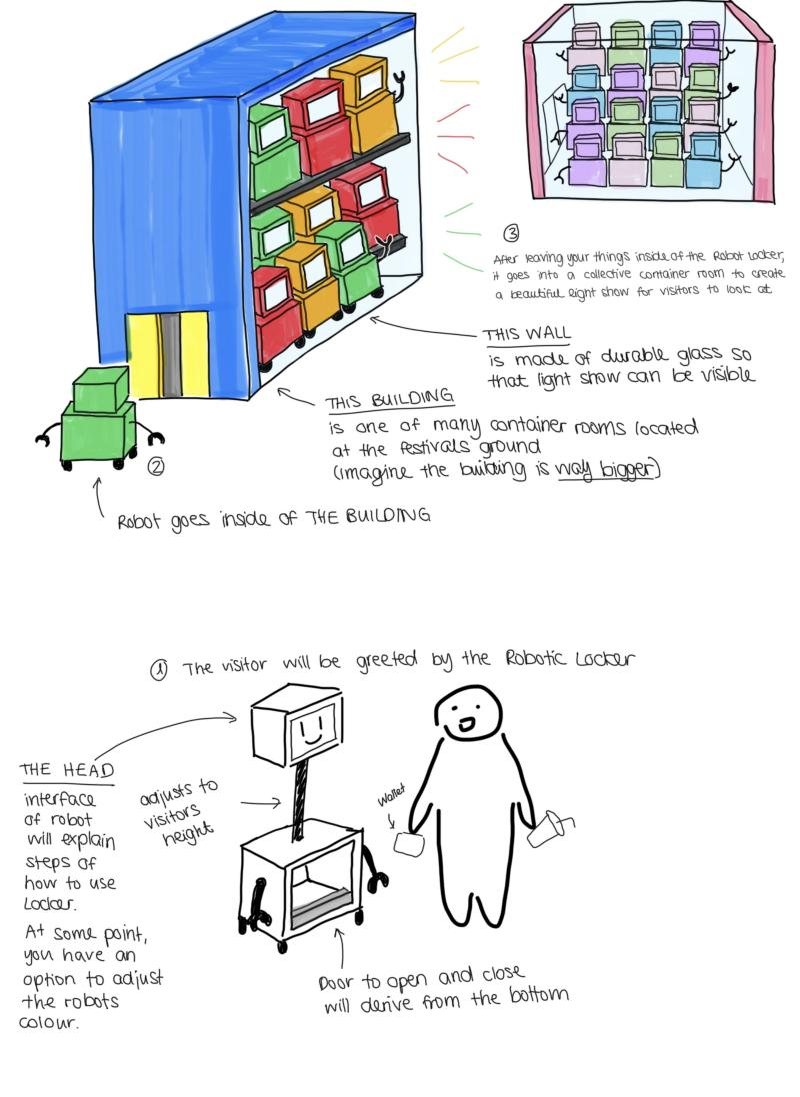 ③
After leaving your things inside of the Robot Locker,
it goes into a collective container room to create
a beautiful light show for visitors to look at
THIS WALL
is made of durable glass so
that light show can be visible
THIS BUILDING
is one of many container rooms located
at the festivals ground
(imagine the building is way bigger)
②
Robot goes inside of THE BUILDING
① The visitor will be greeted by the Robotic Locker
THE HEAD
interface
of robot
will explain
steps of
how to use
Locker.
At some point,
you have an
option to adjust
the robots
colour.
adjusts to
visitors
height
Wallet
Door to open and close
will derive from the bottom